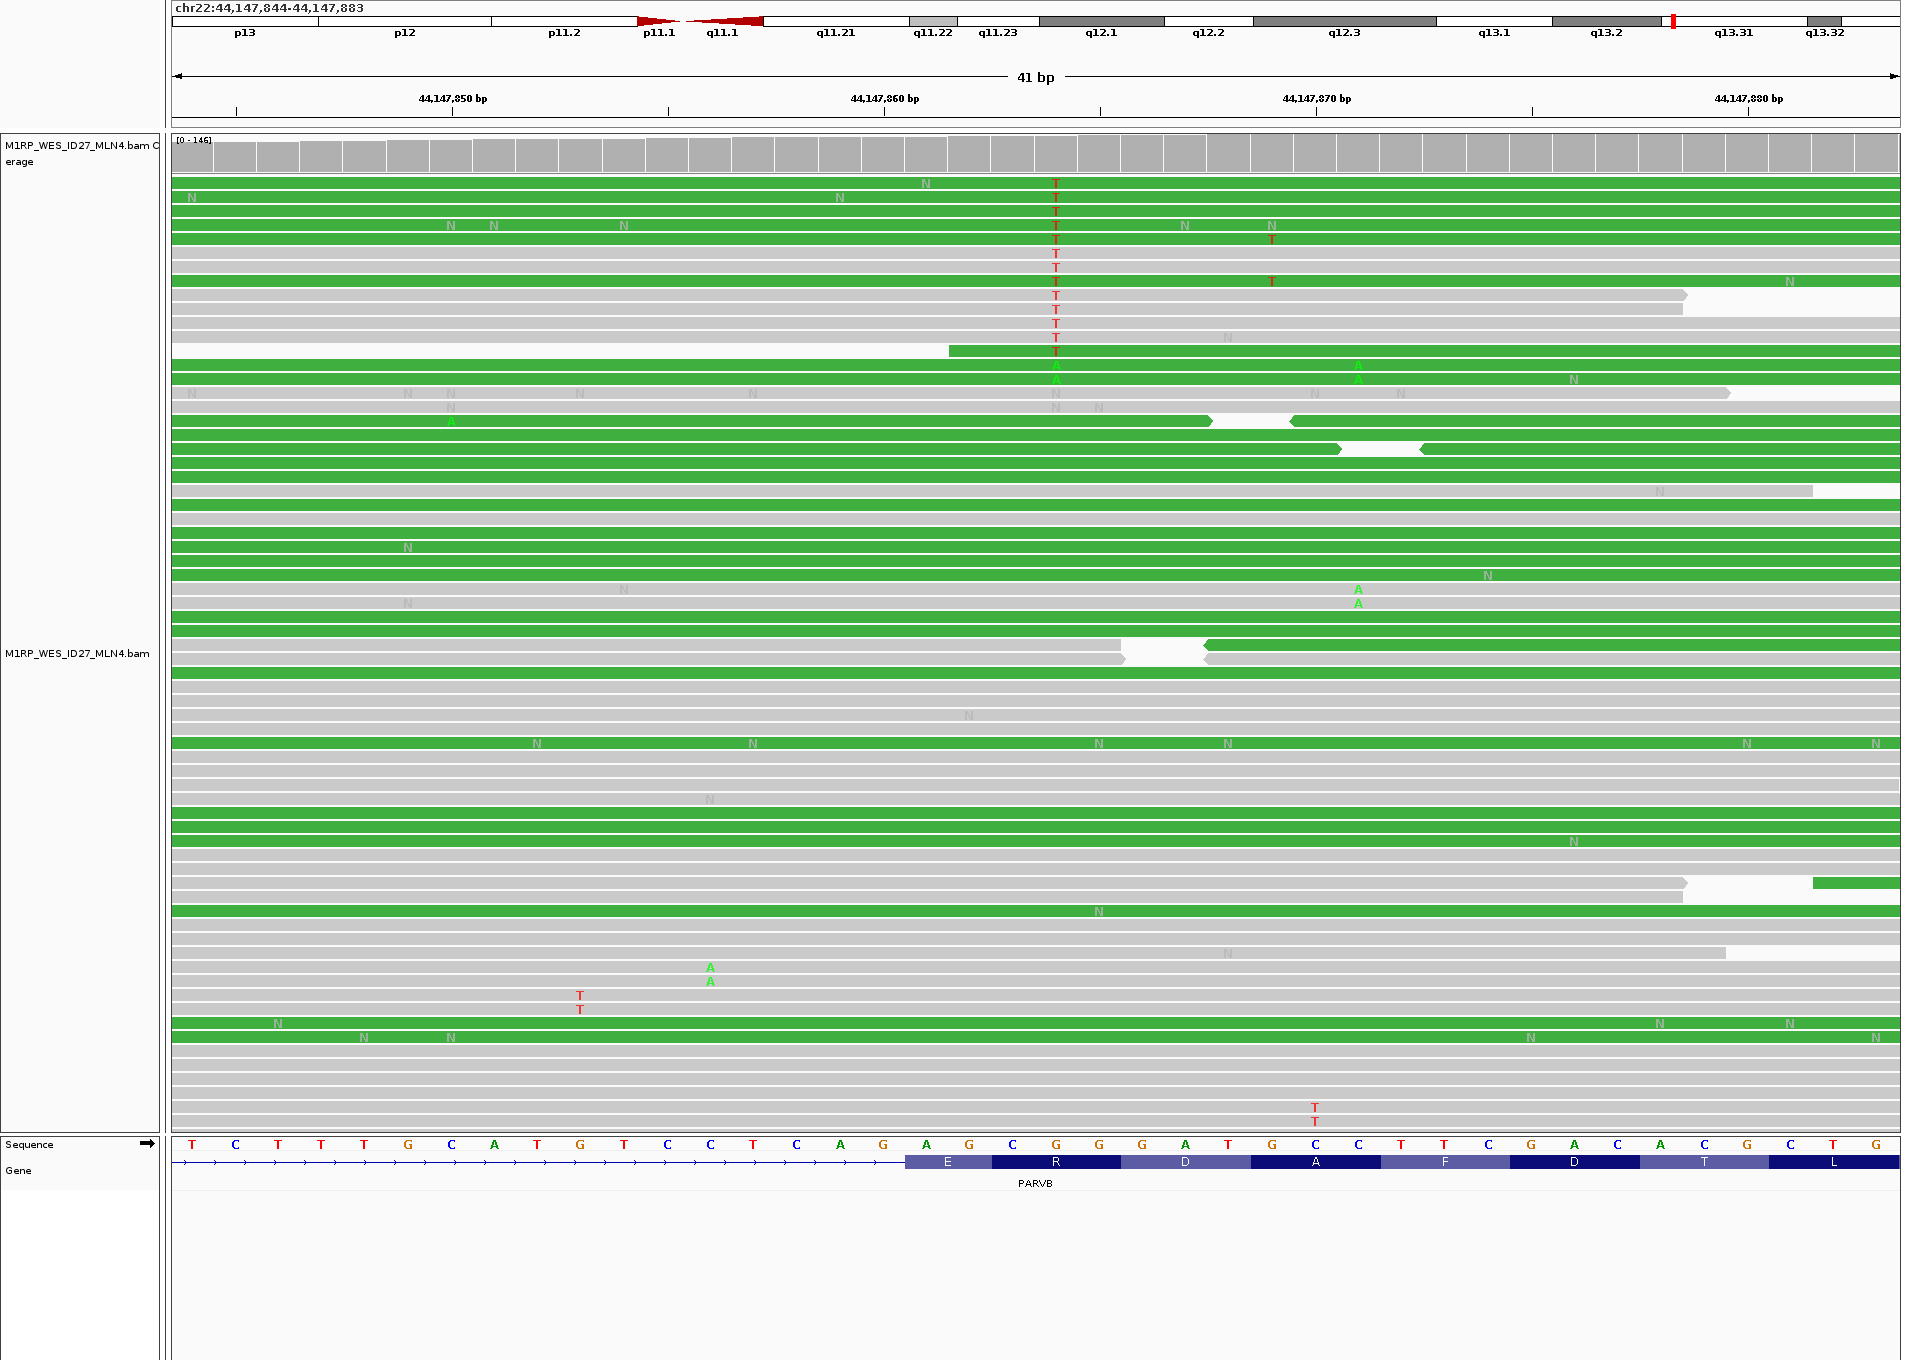 chr22:44,147,844-44,147,883
p13 p12 p11.2 p11.1 q11.1 q11.21 q11.22 q11.23 q12.1 q12.2 q12.3 q13.1 q13.2 q13.31 q13.32
41 bp
44,147,850 bp 44,147,860 bp 44,147,870 bp 44,147,880 bp
M1RP_WES_ID27_MLN4.bam C
erage
[0 - 146]
N T
N N T
T
N N N T N N
T T
T
T
T T N
T
T
T
T N
T
A A
A A N
N N N N N N N N
N N N
A
N
N
N
N A
N A
M1RP_WES_ID27_MLN4.bam
N
N N N N N N
N
N
N
N
A
A
T
T
N N N
N N N N
T
T
Sequence T C T T T G C A T G T C C T C A G A G C G G G A T G C C T T C G A C A C G C T G
Gene E R D A F D T L
PARVB